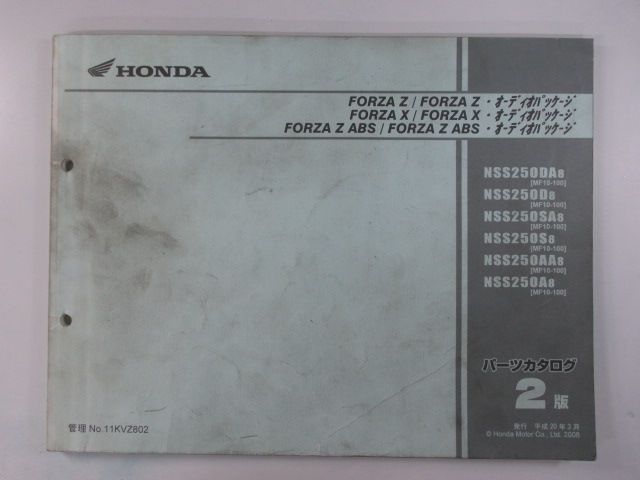 HONDA
FORZA Z / FORZA Z ・ オーディオパッケージ
FORZA X / FORZA X ・ オーディオパッケージ
FORZA Z ABS / FORZA Z ABS ・ オーディオパッケージ
NSS250DA8
[MF10-100]
NSS250D8
[MF10-100]
NSS250SA8
[MF10-100]
NSS250S8
[MF10-100]
NSS250AA8
[MF10-100]
NSS250A8
[MF10-100]
パーツカタログ
2版
発行 平成20年3月
© Honda Motor Co., Ltd. 2008
管理 No 11KVZ602